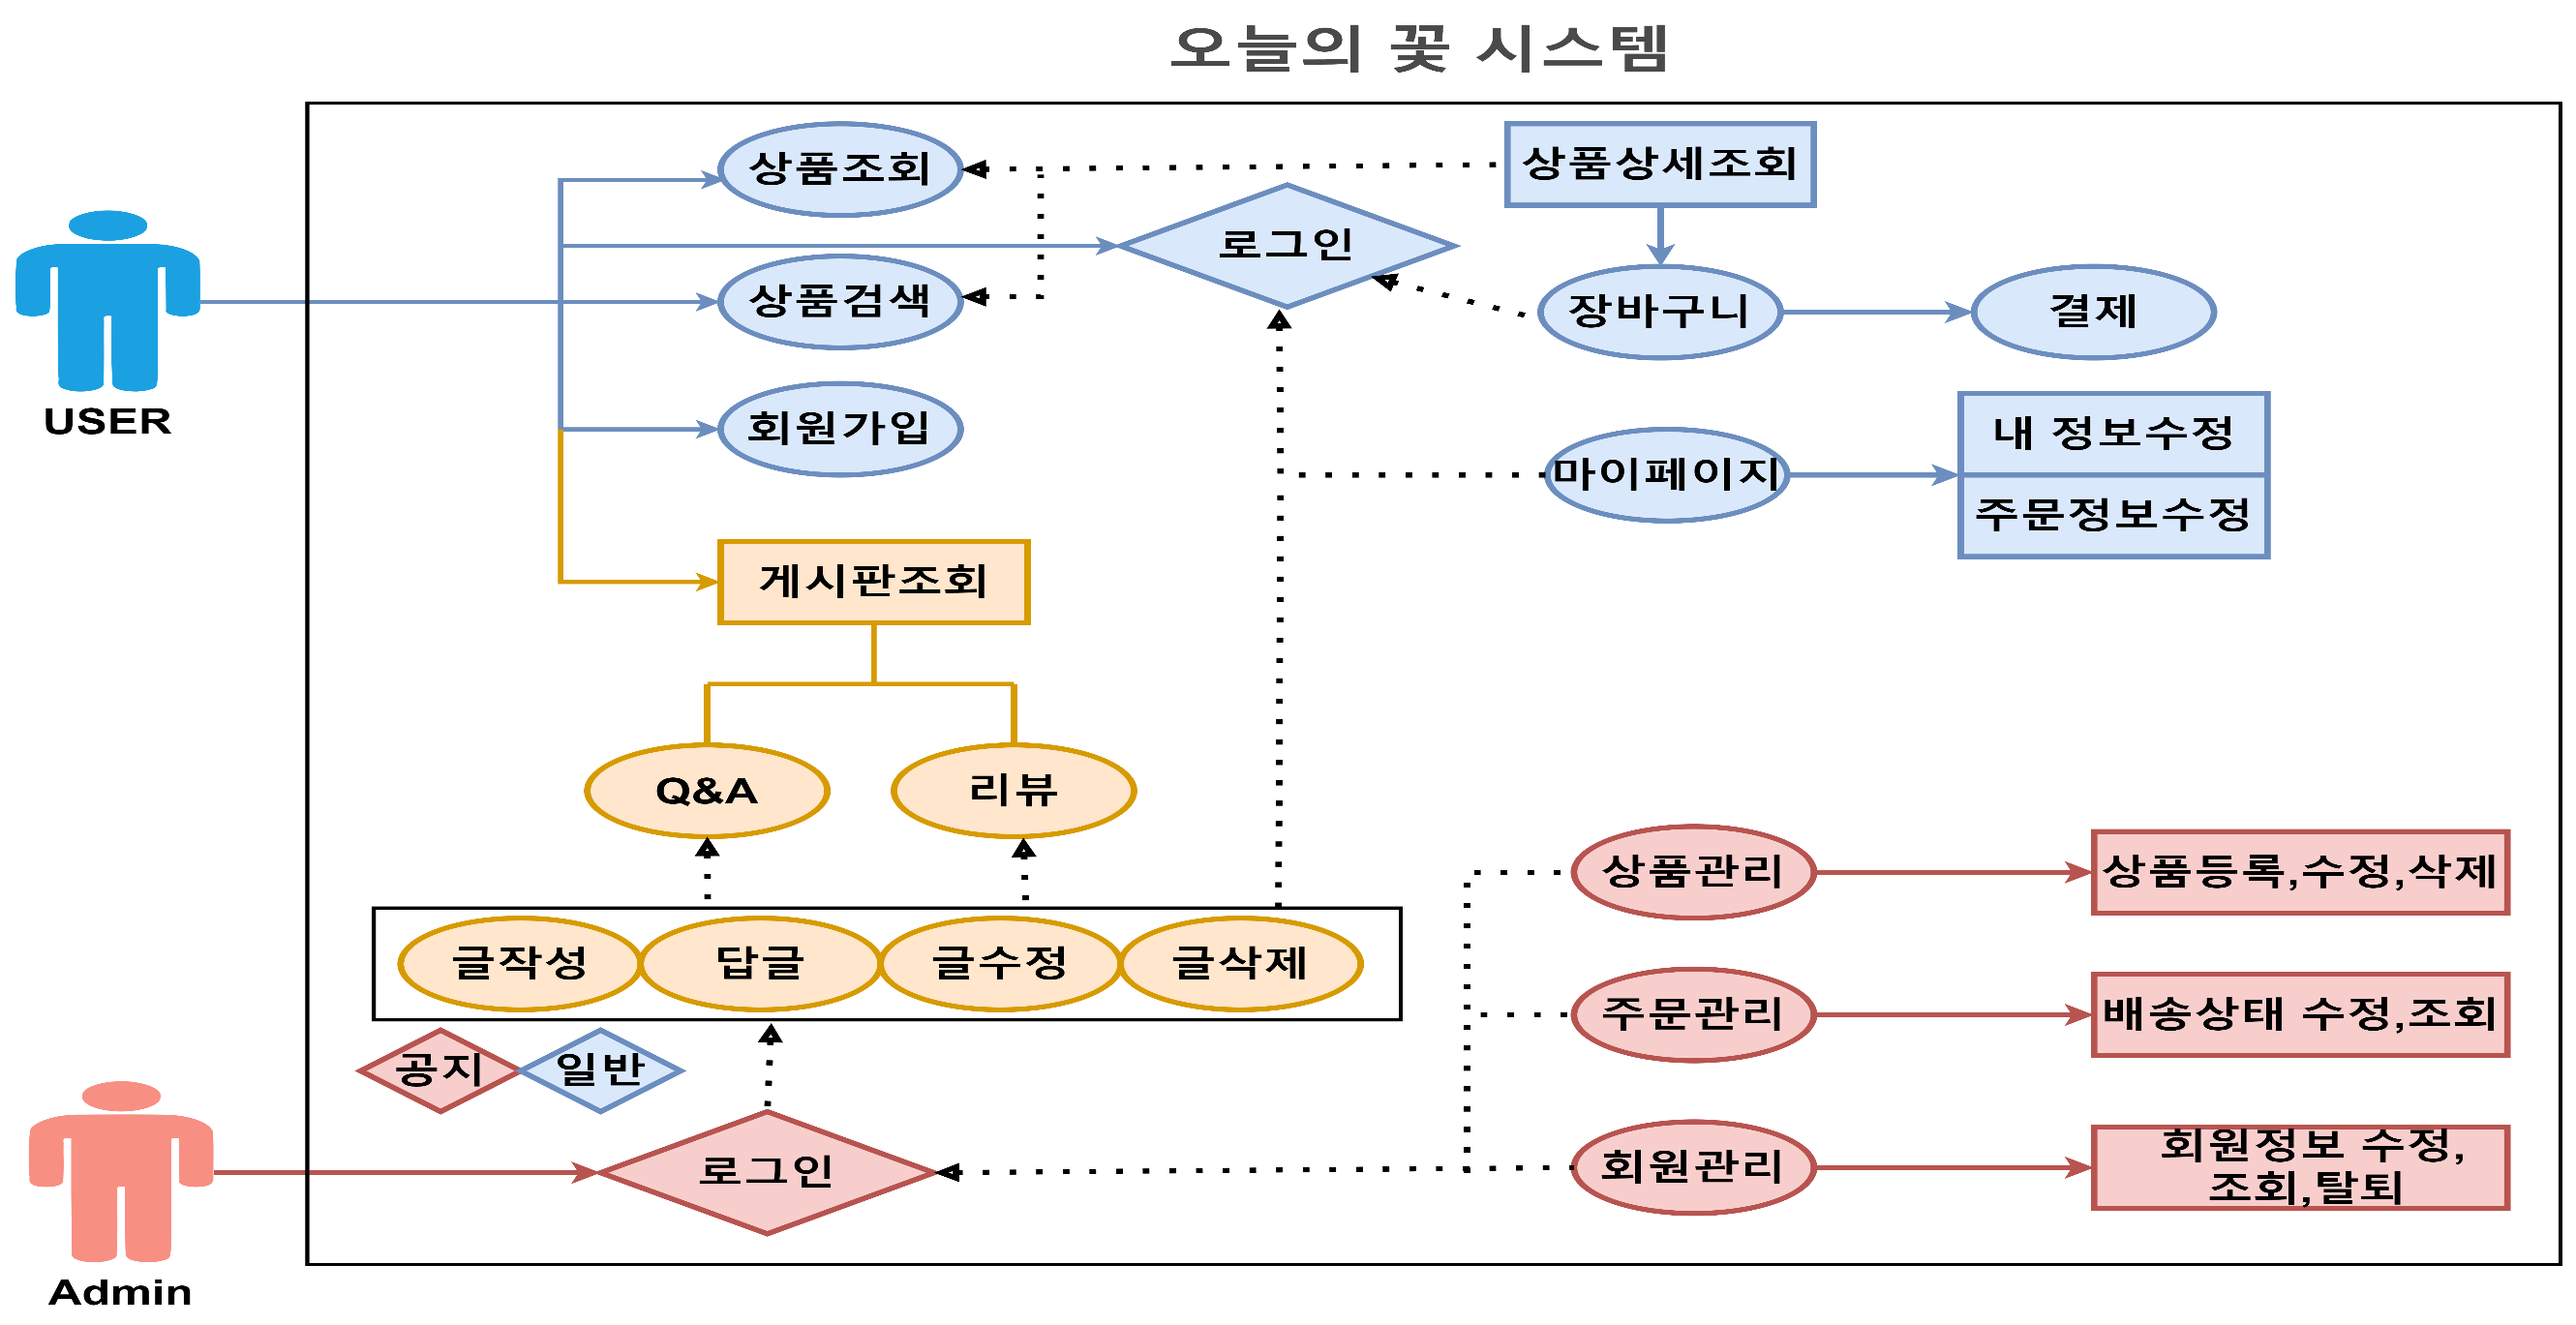 오늘의 꽃 시스템
상품조회
상품상세조회
로그인
상품검색
장바구니
결제
USER
회원가입
내 정보수정
마이페이지
주문정보수정
게시판조회
Q&A
리뷰
상품관리
상품등록,수정,삭제
글작성
답글
글수정
글삭제
주문관리
배송상태 수정,조회
공지
일반
로그인
회원관리
회원정보 수정,
조회,탈퇴
Admin